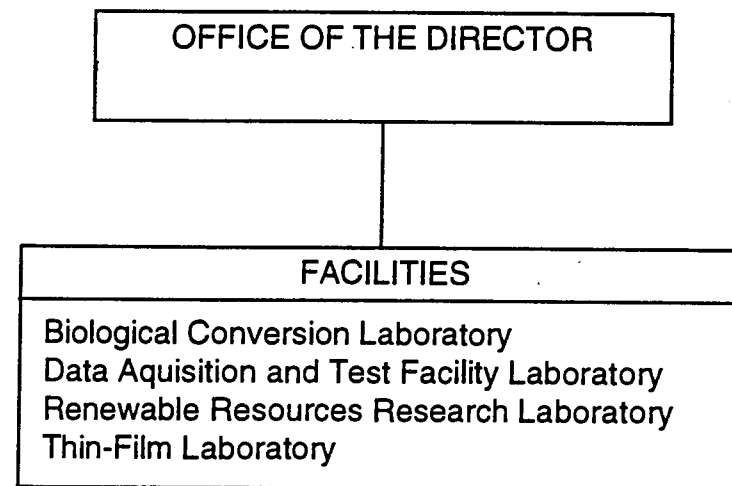 OFFICE OF THE DIRECTOR
FACILITIES
Biological Conversion Laboratory
Data Aquisition and Test Facility Laboratory
Renewable Resources Research Laboratory
Thin-Film Laboratory